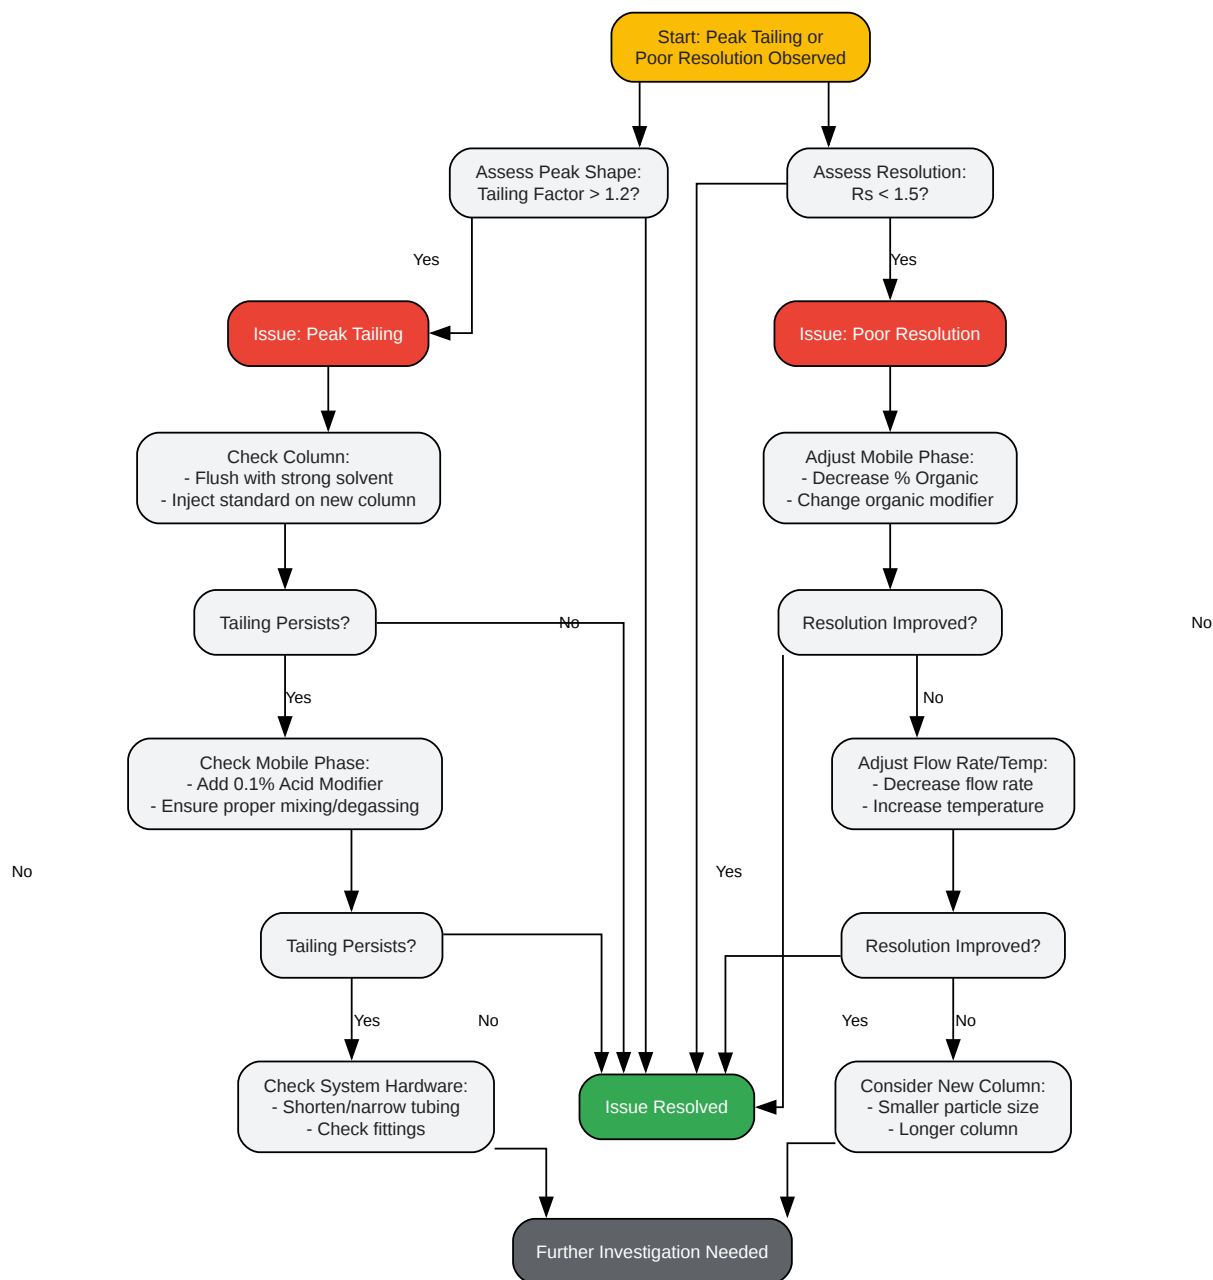 Start: Peak Tailing or
Poor Resolution Observed
Assess Peak Shape:
Tailing Factor > 1.2?
Assess Resolution:
Rs < 1.5?
Yes
Yes
Issue: Peak Tailing
Issue: Poor Resolution
Check Column:
- Flush with strong solvent
- Inject standard on new column
Adjust Mobile Phase:
- Decrease % Organic
- Change organic modifier
Tailing Persists?
No
Resolution Improved?
No
Yes
No
Check Mobile Phase:
- Add 0.1% Acid Modifier
- Ensure proper mixing/degassing
Adjust Flow Rate/Temp:
- Decrease flow rate
- Increase temperature
No
Yes
Tailing Persists?
Resolution Improved?
Yes
No
Yes
No
Check System Hardware:
- Shorten/narrow tubing
- Check fittings
Issue Resolved
Consider New Column:
- Smaller particle size
- Longer column
Further Investigation Needed